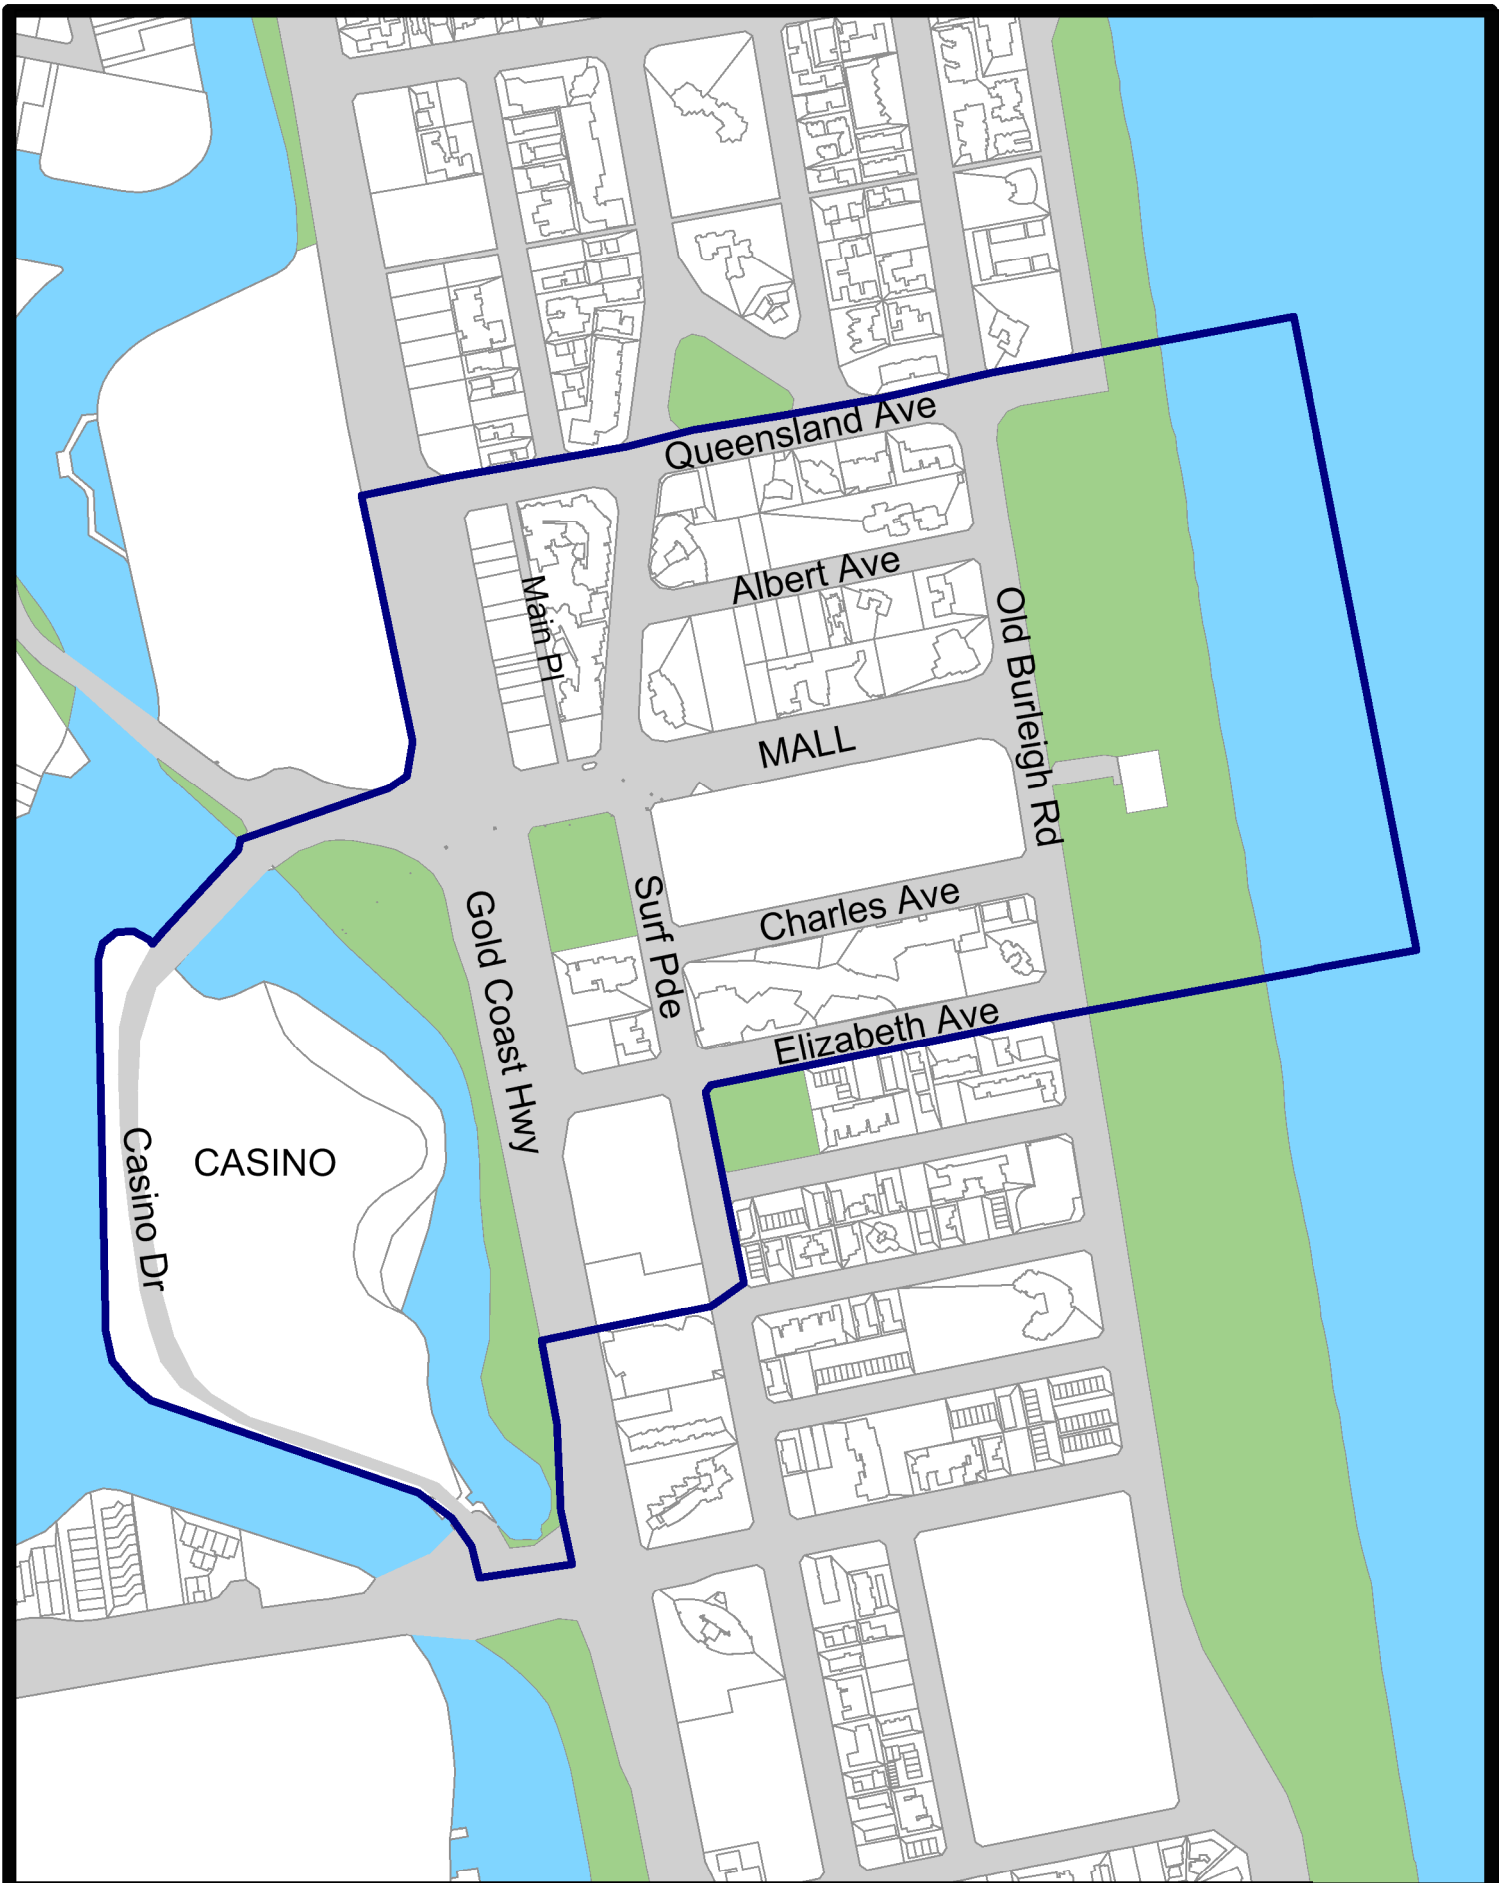 Queensland Ave
Albert Ave
Main Pl
Old Burleigh Rd
MALL
Charles Ave
Surf Pde
Gold Coast Hwy
Elizabeth Ave
CASINO
Casino Dr